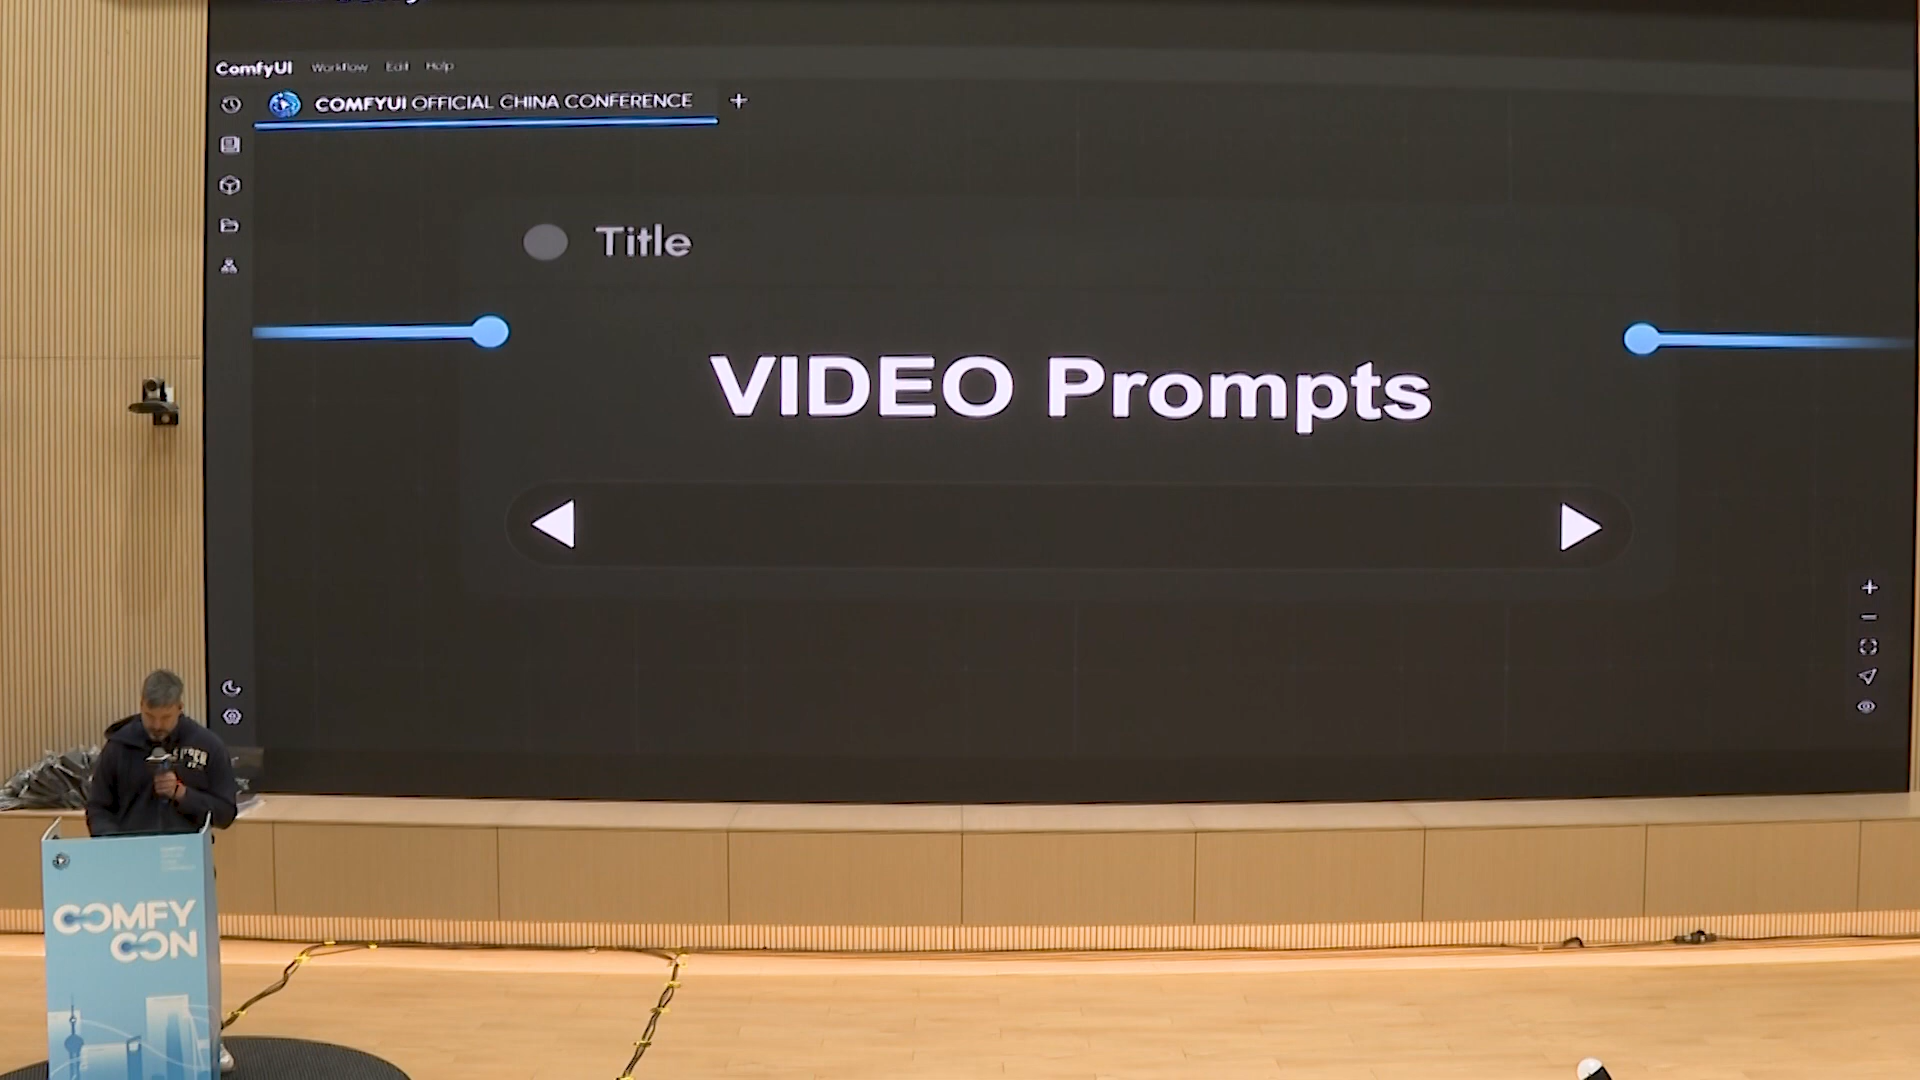 ComfyUI Workflow Edit Help
COMFYUI OFFICIAL CHINA CONFERENCE +
Title
VIDEO Prompts
COMFY
CON